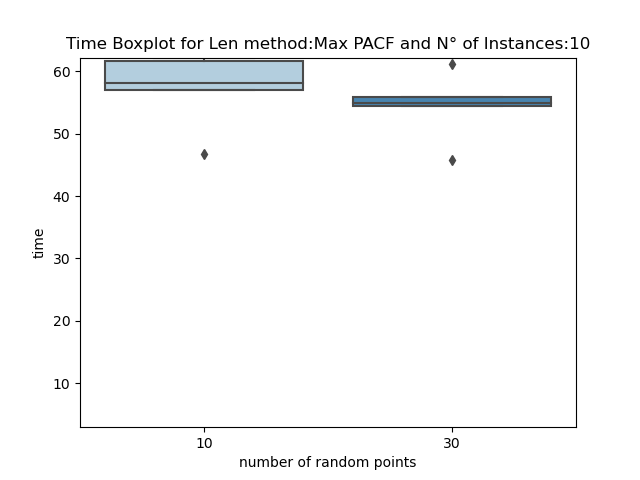 Time Boxplot for Len method:Max PACF and N° of Instances:10
60
50
40
30
20
10
time
10 30
number of random points